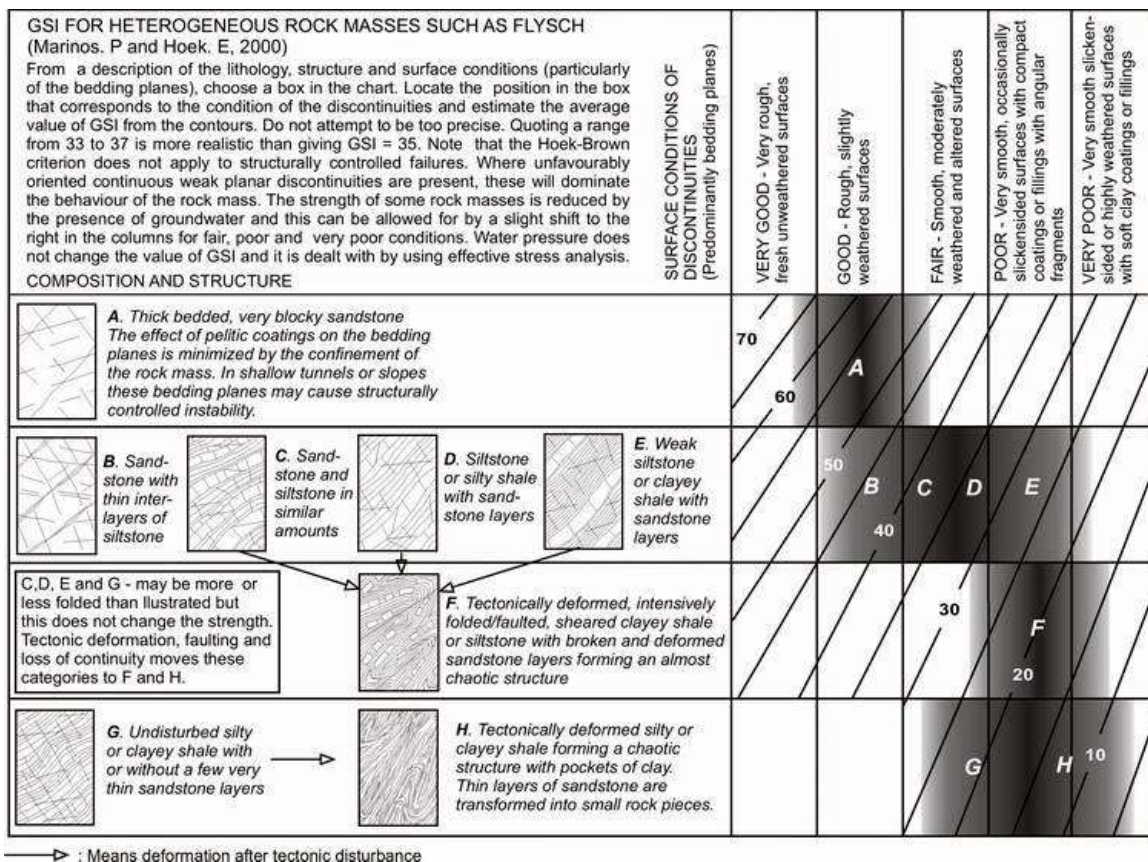 GSI FOR HETEROGENEOUS ROCK MASSES SUCH AS FLYSCH
(Marinos. P and Hoek. E, 2000)
From a description of the lithology, structure and surface conditions (particularly
of the bedding planes), choose a box in the chart. Locate the position in the box
that corresponds to the condition of the discontinuities and estimate the average
value of GSI from the contours. Do not attempt to be too precise. Quoting a range
from 33 to 37 is more realistic than giving GSI = 35. Note that the Hoek-Brown
criterion does not apply to structurally controlled failures. Where unfavourably
oriented continuous weak planar discontinuities are present, these will dominate
the behaviour of the rock mass. The strength of some rock masses is reduced by
the presence of groundwater and this can be allowed for by a slight shift to the
right in the columns for fair, poor and very poor conditions. Water pressure does
not change the value of GSI and it is dealt with by using effective stress analysis.
COMPOSITION AND STRUCTURE
SURFACE CONDITIONS OF
DISCONTINUITIES
(Predominantly bedding planes)
VERY GOOD - Very rough,
fresh unweathered surfaces
GOOD - Rough, slightly
weathered surfaces
FAIR - Smooth, moderately
weathered and altered surfaces
POOR - Very smooth, occasionally
slickensided surfaces with compact
coatings or fillings with angular
fragments
VERY POOR - Very smooth slicken-
sided or highly weathered surfaces
with soft clay coatings or fillings
A. Thick bedded, very blocky sandstone
The effect of pelitic coatings on the bedding
planes is minimized by the confinement of
the rock mass. In shallow tunnels or slopes
these bedding planes may cause structurally
controlled instability.
70
60
A
B. Sand-
stone with
thin inter-
layers of
siltstone
C. Sand-
stone and
siltstone in
similar
amounts
D. Siltstone
or silty shale
with sand-
stone layers
E. Weak
siltstone
or clayey
shale with
sandstone
layers
50
B
C
D
E
40
C,D, E and G - may be more or
less folded than llustrated but
this does not change the strength.
Tectonic deformation, faulting and
loss of continuity moves these
categories to F and H.
F. Tectonically deformed, intensively
folded/faulted, sheared clayey shale
or siltstone with broken and deformed
sandstone layers forming an almost
chaotic structure
30
F
20
G. Undisturbed silty
or clayey shale with
or without a few very
thin sandstone layers
H. Tectonically deformed silty or
clayey shale forming a chaotic
structure with pockets of clay.
Thin layers of sandstone are
transformed into small rock pieces.
G
H
10
: Means deformation after tectonic disturbance